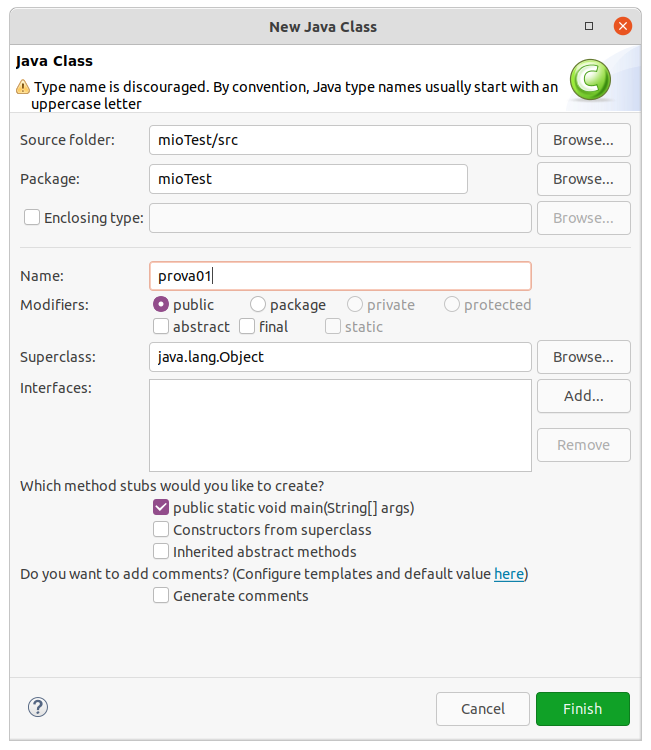 New Java Class
Java Class
Type name is discouraged. By convention, Java type names usually start with an
uppercase letter
Source folder: mioTest/src Browse...
Package: mioTest Browse...
Enclosing type: Browse...
Name: prova01
Modifiers: public package private protected
abstract final static
Superclass: java.lang.Object Browse...
Interfaces: Add...
Remove
Which method stubs would you like to create?
public static void main(String[] args)
Constructors from superclass
Inherited abstract methods
Do you want to add comments? (Configure templates and default value here)
Generate comments
? Cancel Finish